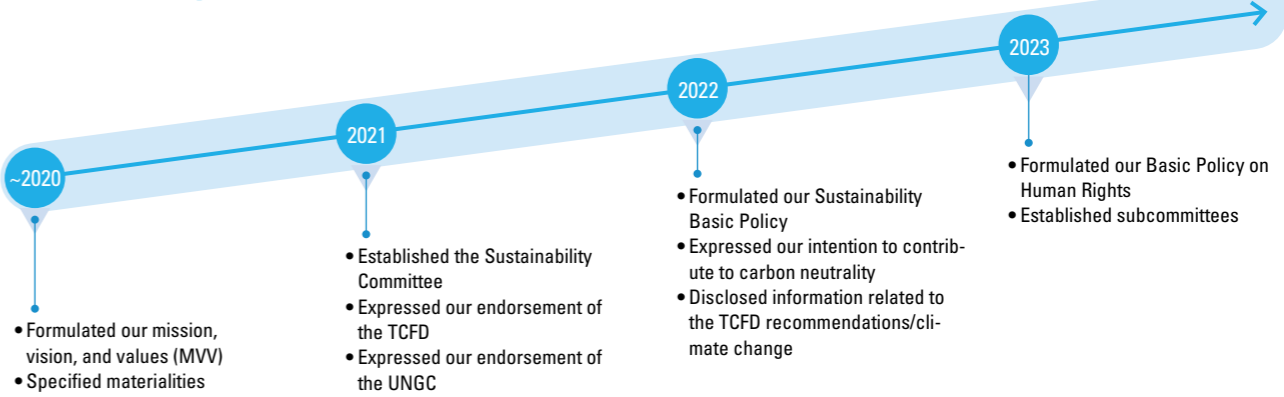 ~2020
• Formulated our mission,
vision, and values (MVV)
• Specified materialities
2021
• Established the Sustainability
Committee
• Expressed our endorsement of
the TCFD
• Expressed our endorsement of
the UNGC
2022
• Formulated our Sustainability
Basic Policy
• Expressed our intention to contrib-
ute to carbon neutrality
• Disclosed information related to
the TCFD recommendations/cli-
mate change
2023
• Formulated our Basic Policy on
Human Rights
• Established subcommittees